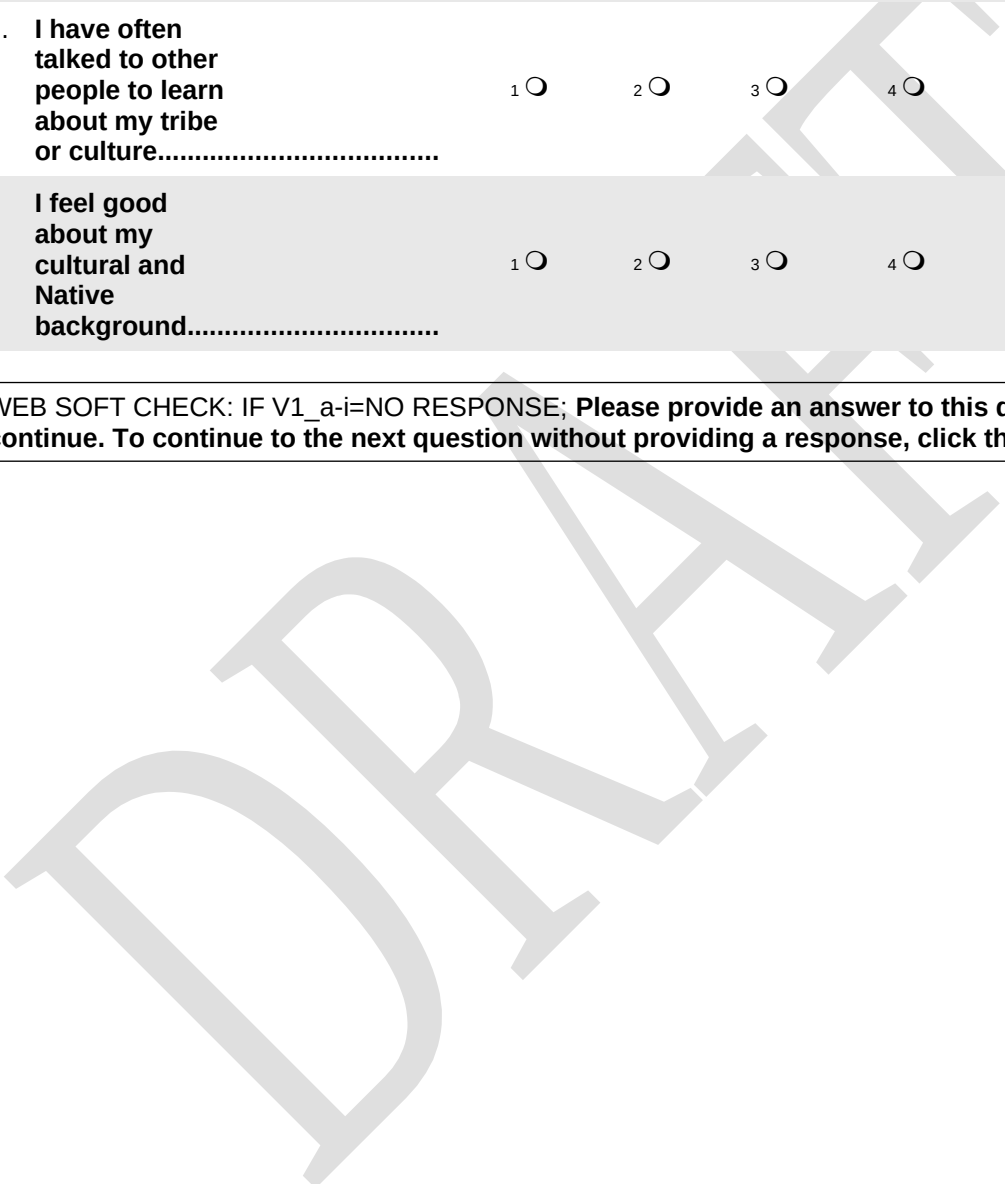 . I have often
talked to other
people to learn
about my tribe
or culture...................................... 1 2 3 4
I feel good
about my
cultural and
Native
background.................................. 1 2 3 4
WEB SOFT CHECK: IF V1_a-i=NO RESPONSE; Please provide an answer to this
continue. To continue to the next question without providing a response, click
DRAFT